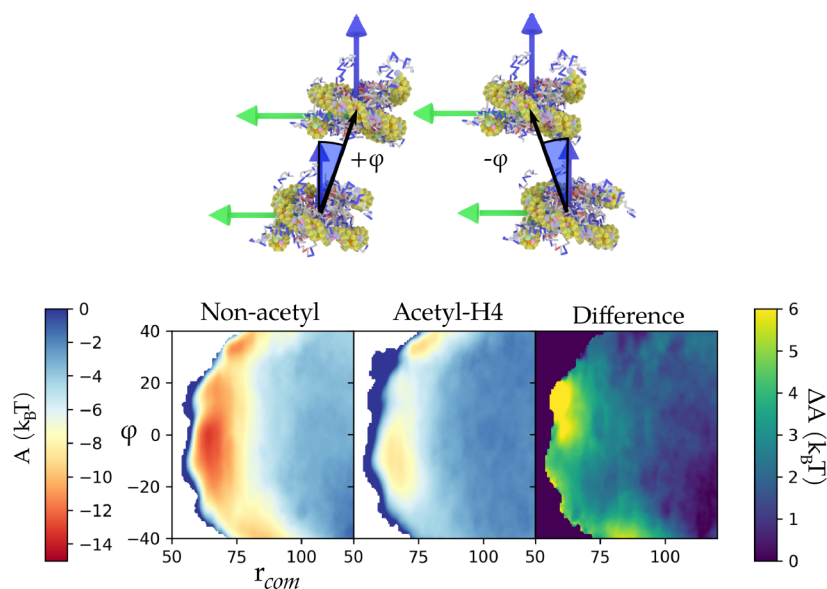 +φ
-φ
Non-acetyl
Acetyl-H4
Difference
A (k_BT)
0
−2
−4
−6
−8
−10
−12
−14
φ
40
20
0
−20
−40
50 75 100 50 75 100 50 75 100
r_com
6
5
4
3
2
1
0
ΔA (k_BT)